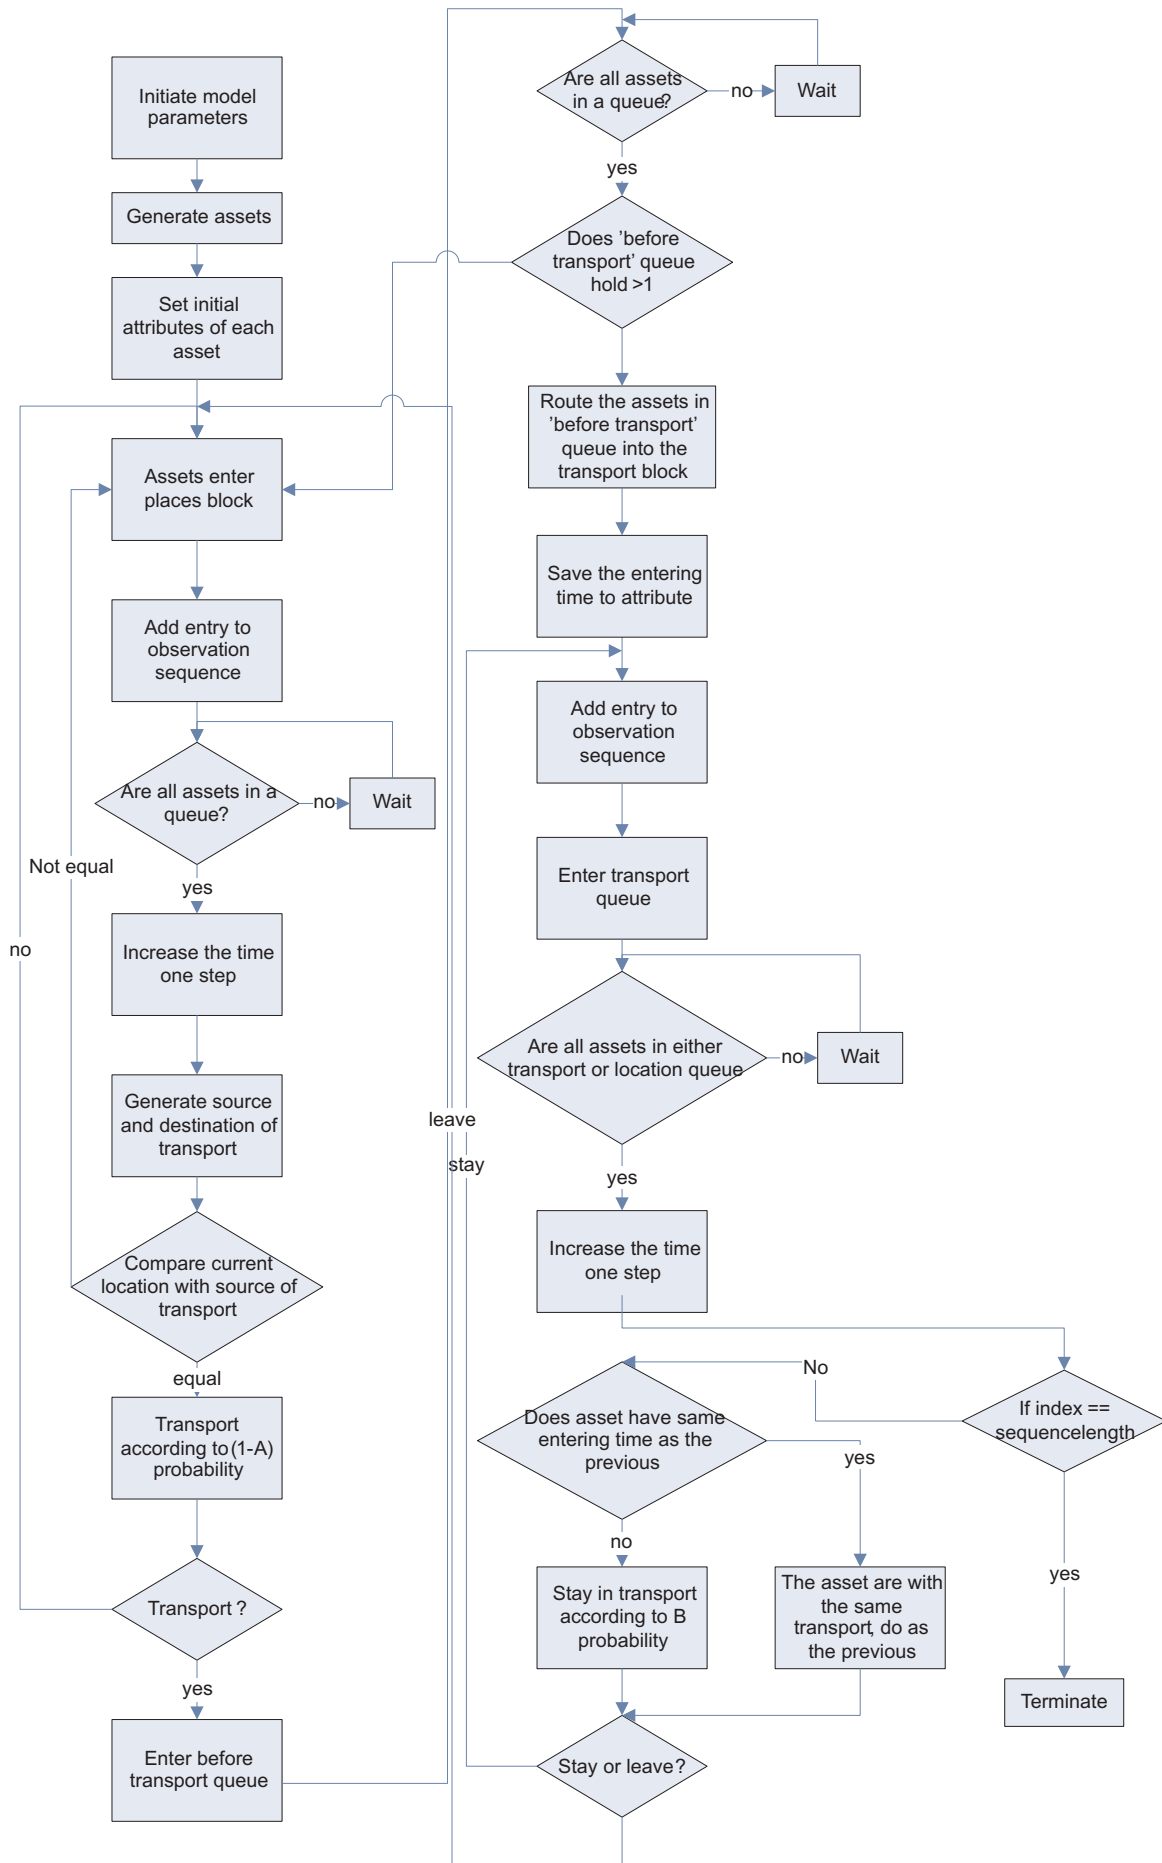 Initiate model
parameters
Generate assets
Set initial
attributes of each
asset
Assets enter
places block
Add entry to
observation
sequence
Are all assets in a
queue?
no
Wait
Not equal
yes
no
Increase the time
one step
Generate source
and destination of
transport
Compare current
location with source of
transport
equal
Transport
according to (1-A)
probability
Transport ?
yes
Enter before
transport queue
Are all assets
in a queue?
no
Wait
yes
Does 'before
transport' queue
hold >1
Route the assets in
'before transport'
queue into the
transport block
Save the entering
time to attribute
Add entry to
observation
sequence
Enter transport
queue
Are all assets in either
transport or location queue
no
Wait
leave
stay
yes
Increase the time
one step
No
If index ==
sequencelength
Does asset have same
entering time as the
previous
yes
no
yes
Stay in transport
according to B
probability
The asset are with
the same
transport, do as
the previous
Terminate
Stay or leave ?